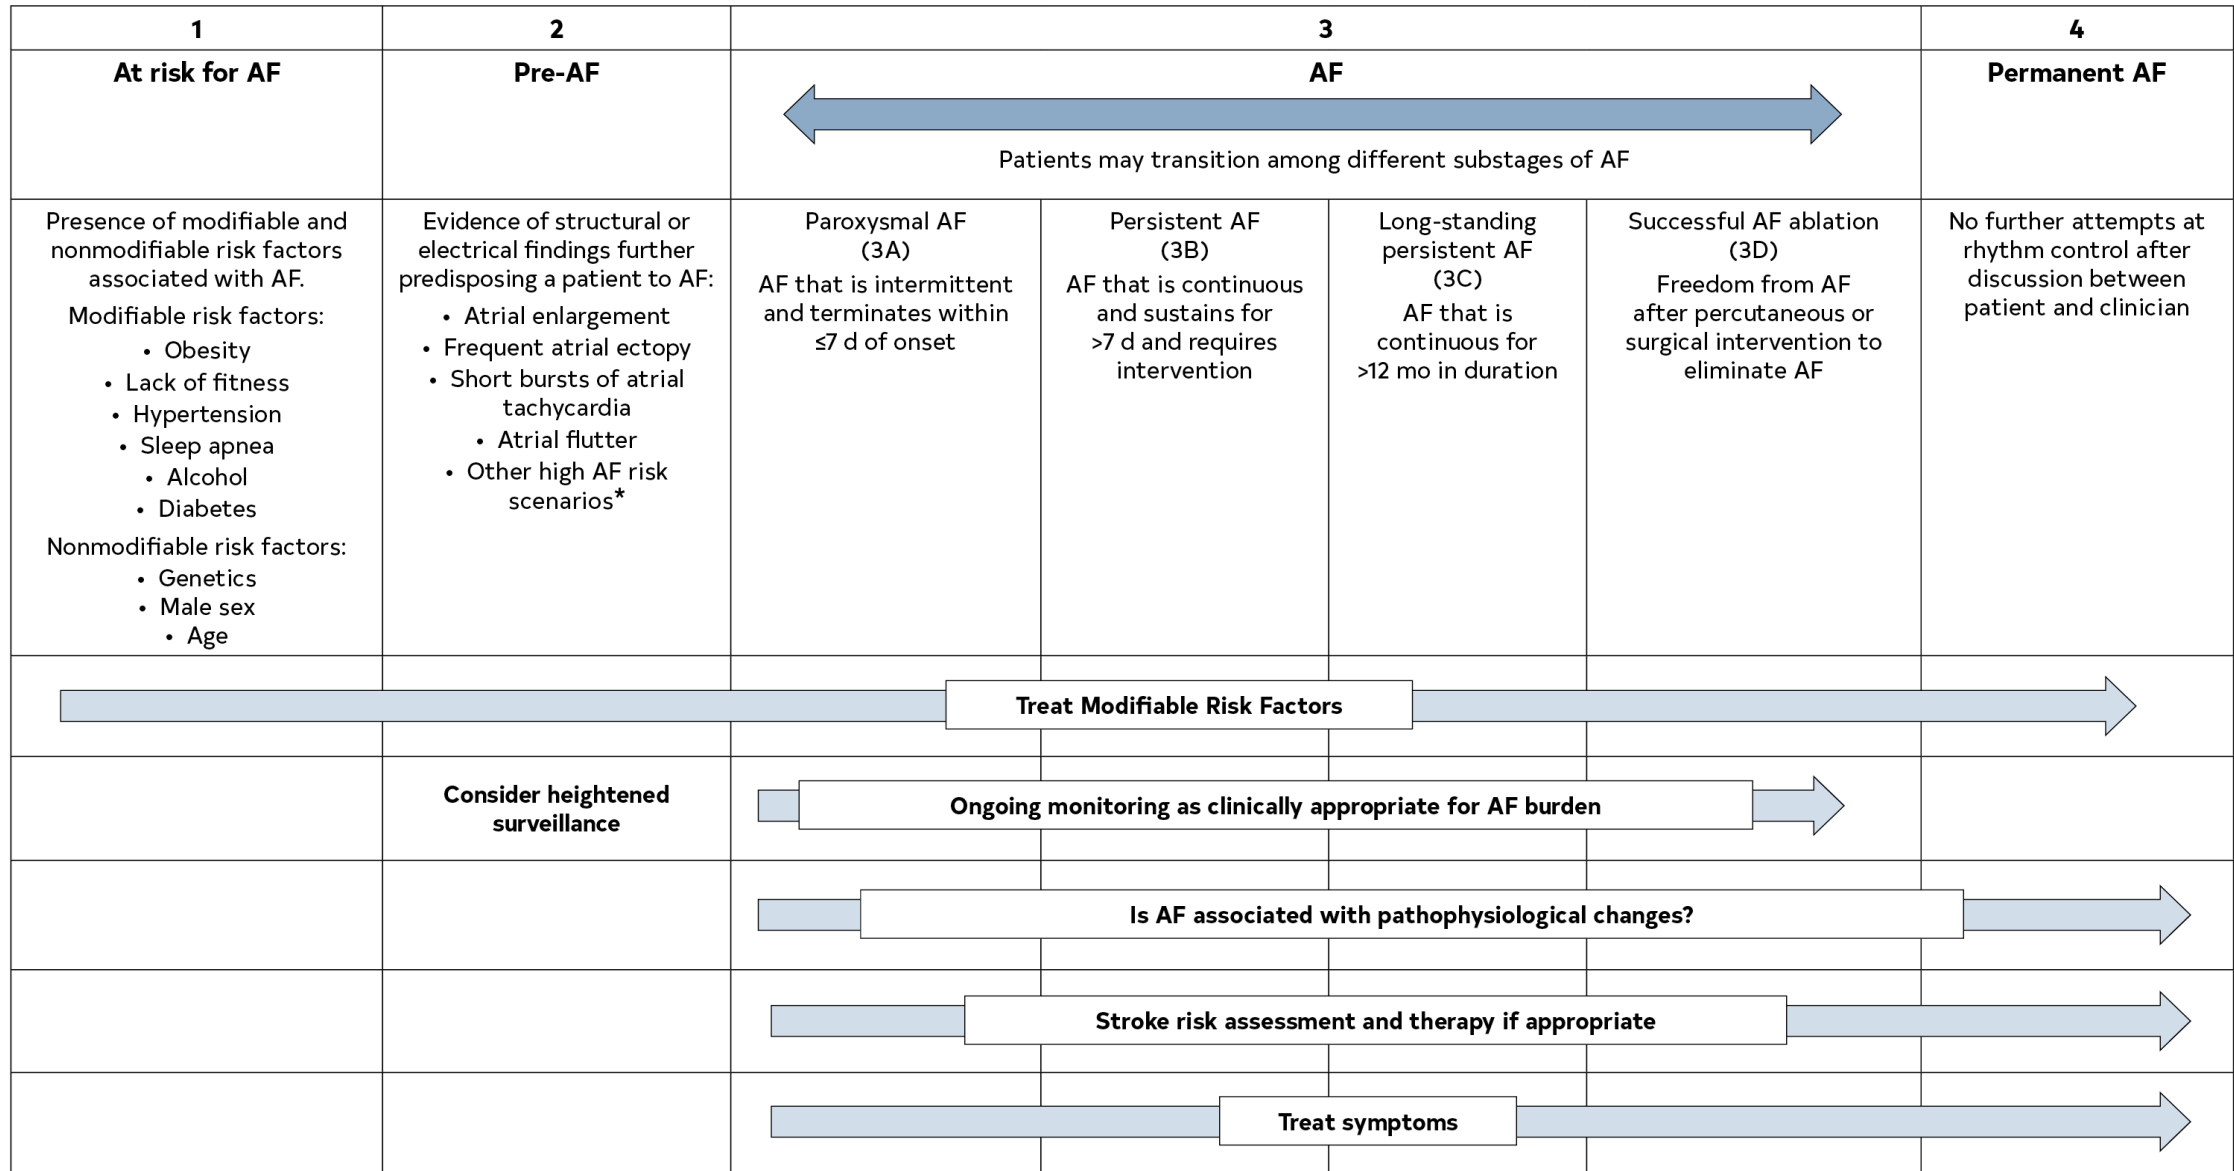 1
2
3
4
At risk for AF
Pre-AF
AF
Permanent AF
Patients may transition among different substages of AF
Presence of modifiable and
nonmodifiable risk factors
associated with AF.
Modifiable risk factors:
• Obesity
• Lack of fitness
• Hypertension
• Sleep apnea
• Alcohol
• Diabetes
Nonmodifiable risk factors:
• Genetics
• Male sex
• Age
Evidence of structural or
electrical findings further
predisposing a patient to AF:
• Atrial enlargement
• Frequent atrial ectopy
• Short bursts of atrial
tachycardia
• Atrial flutter
• Other high AF risk
scenarios*
Paroxysmal AF
(3A)
AF that is intermittent
and terminates within
≤7 d of onset
Persistent AF
(3B)
AF that is continuous
and sustains for
>7 d and requires
intervention
Long-standing
persistent AF
(3C)
AF that is
continuous for
>12 mo in duration
Successful AF ablation
(3D)
Freedom from AF
after percutaneous or
surgical intervention to
eliminate AF
No further attempts at
rhythm control after
discussion between
patient and clinician
Treat Modifiable Risk Factors
Consider heightened
surveillance
Ongoing monitoring as clinically appropriate for AF burden
Is AF associated with pathophysiological changes?
Stroke risk assessment and therapy if appropriate
Treat symptoms